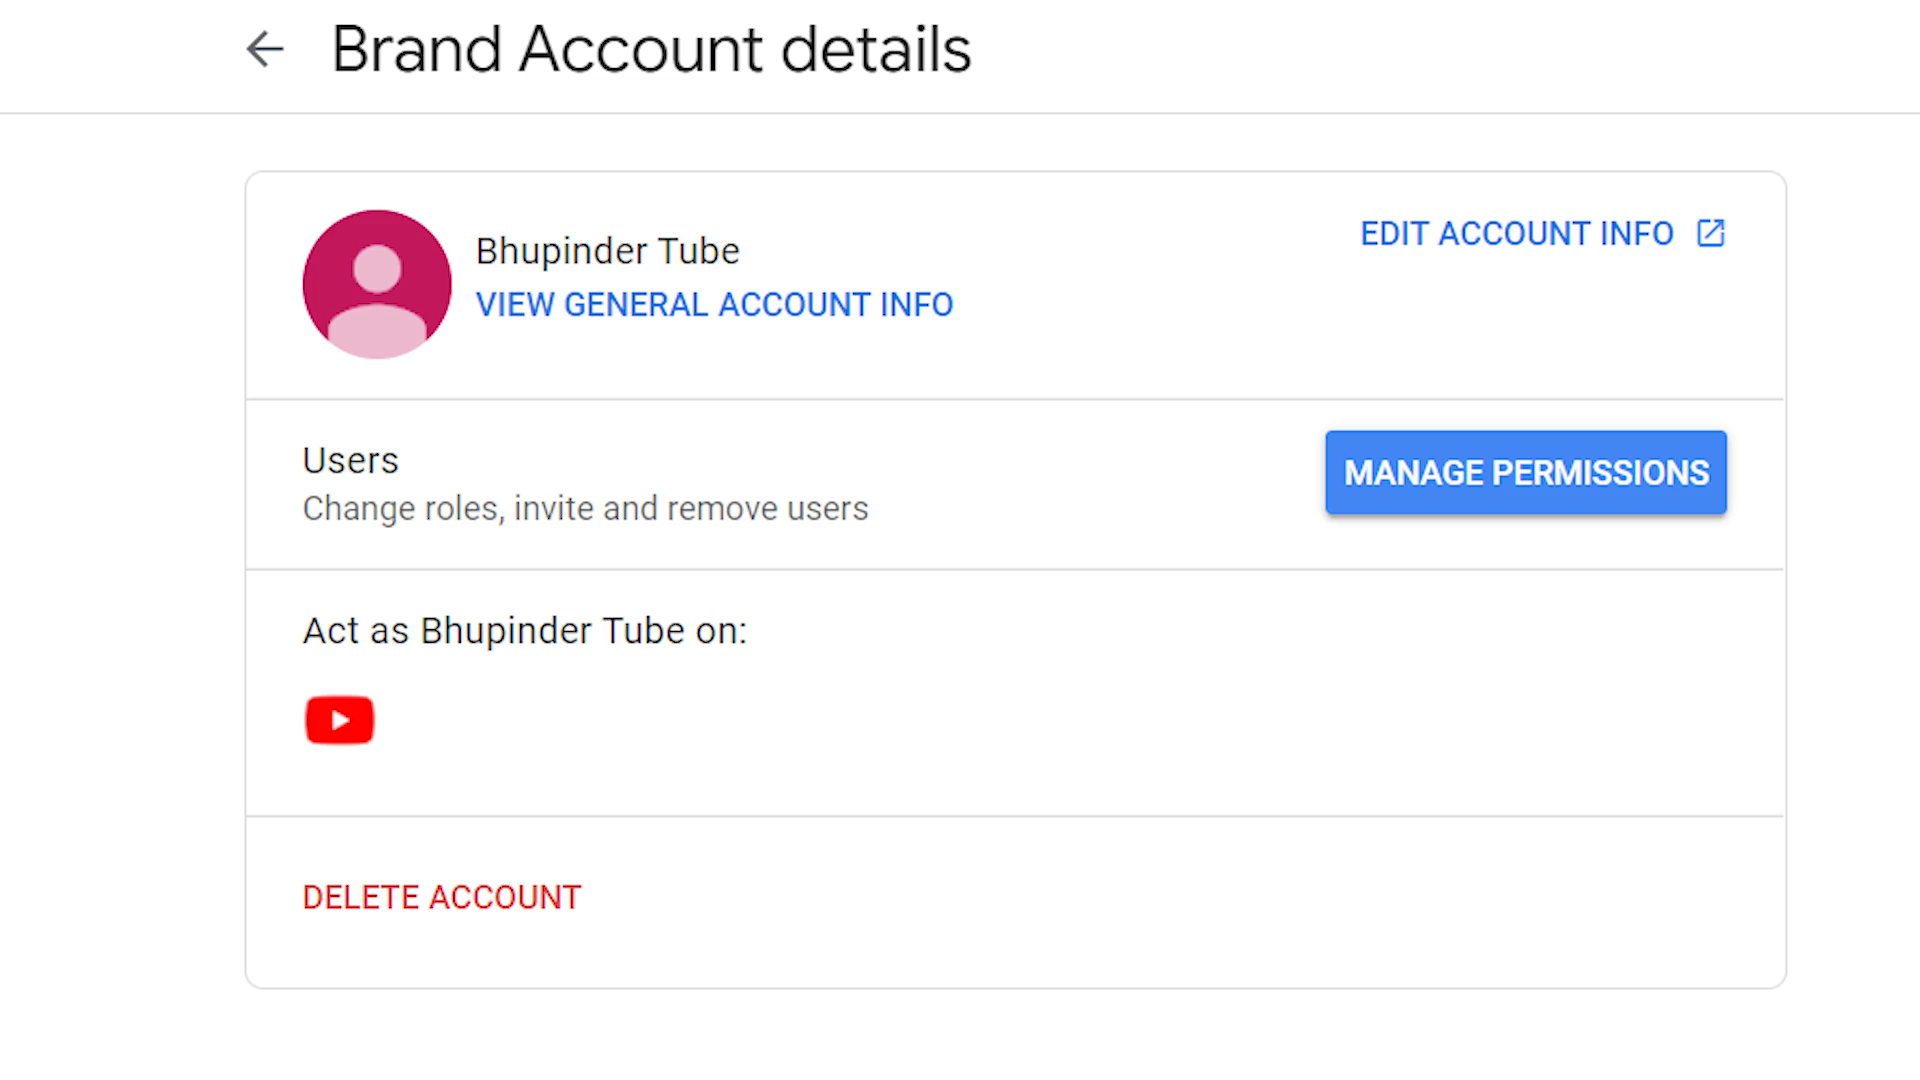 Brand Account details
Bhupinder Tube
EDIT ACCOUNT INFO
VIEW GENERAL ACCOUNT INFO
Users
Change roles, invite and remove users
MANAGE PERMISSIONS
Act as Bhupinder Tube on:
DELETE ACCOUNT